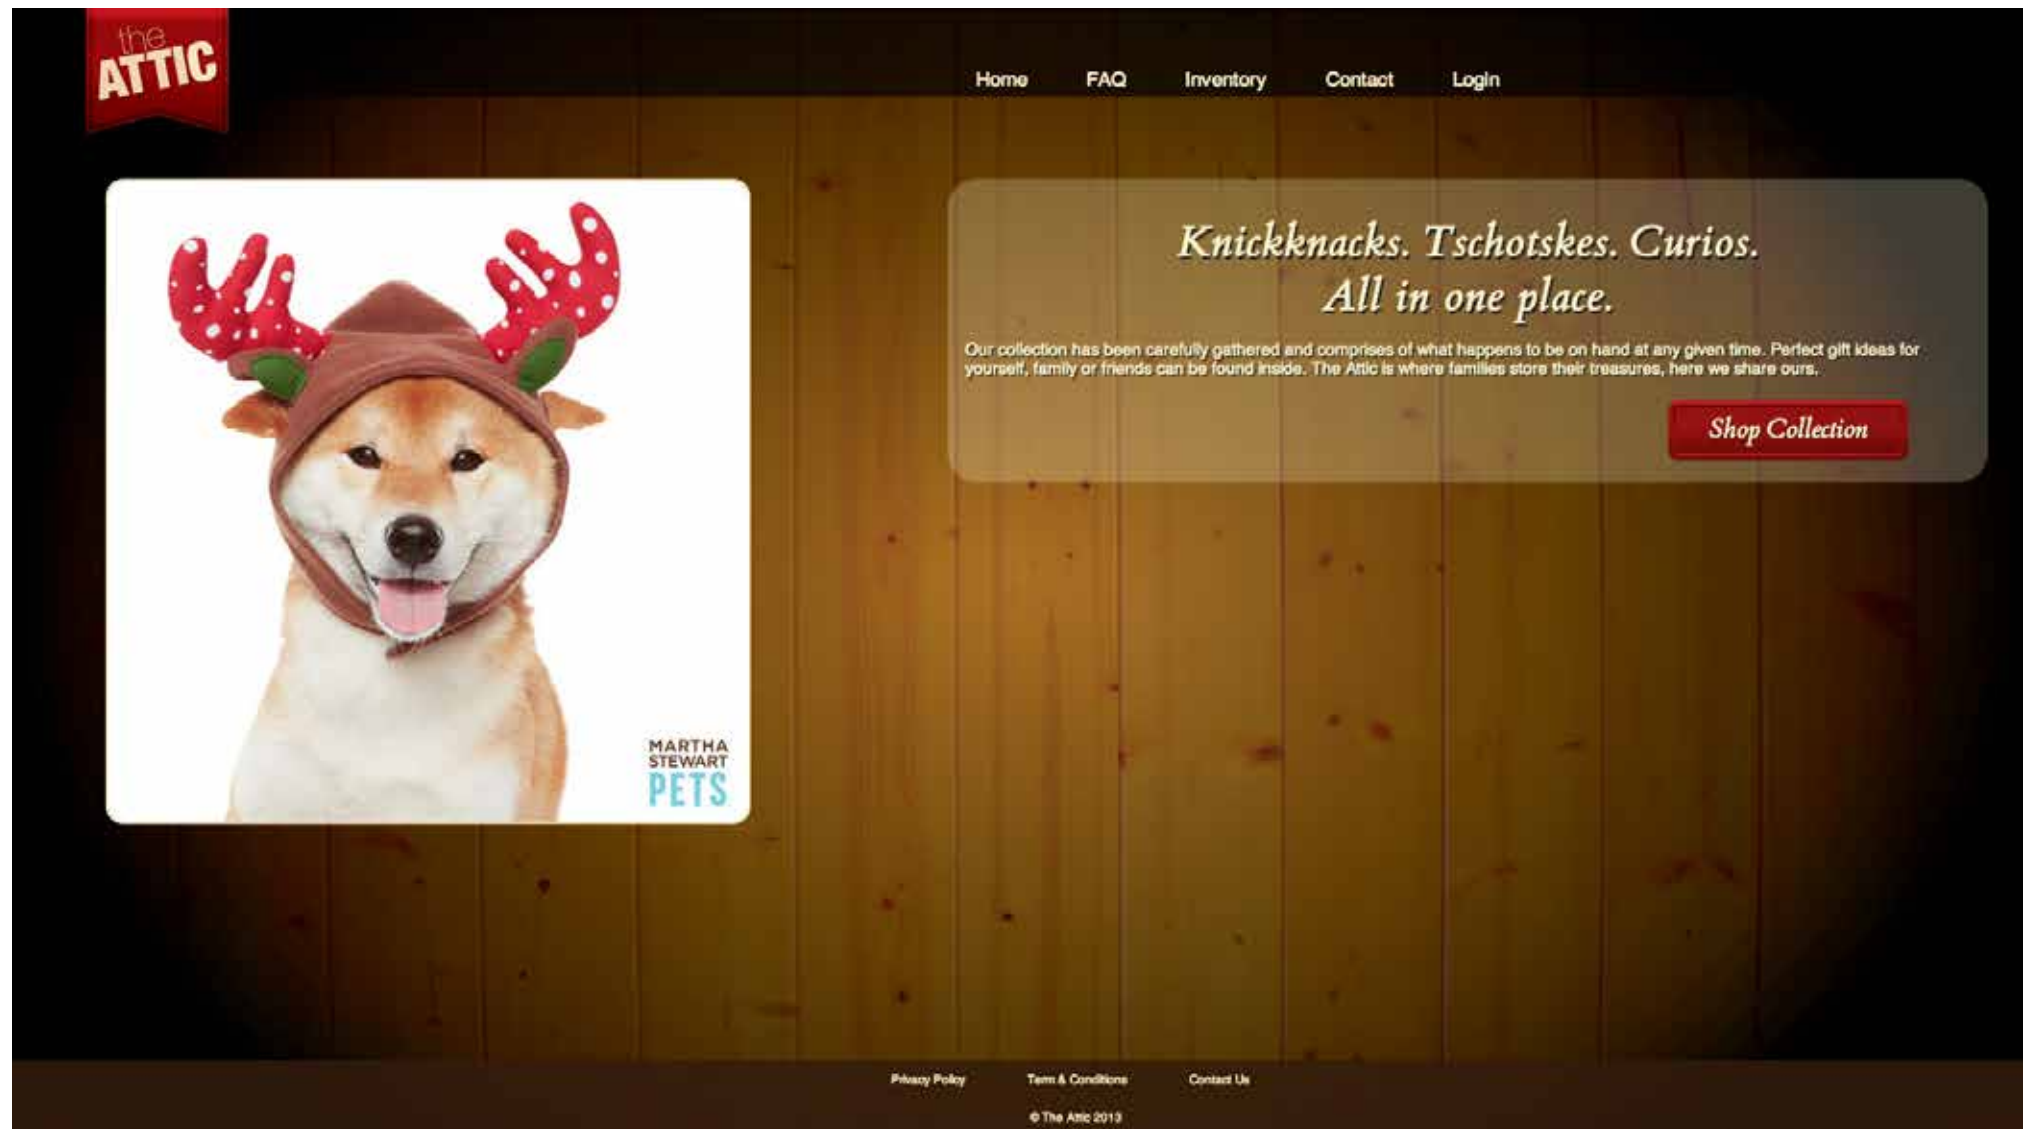 the
ATTIC
Home FAQ Inventory Contact Login
Knickknacks. Tschotskes. Curios.
All in one place.
Our collection has been carefully gathered and comprises of what happens to be on hand at any given time. Perfect gift ideas for
yourself, family or friends can be found inside. The Attic is where families store their treasures, here we share ours.
Shop Collection
MARTHA
STEWART
PETS
Privacy Policy Term & Conditions Contact Us
© The Attic 2013